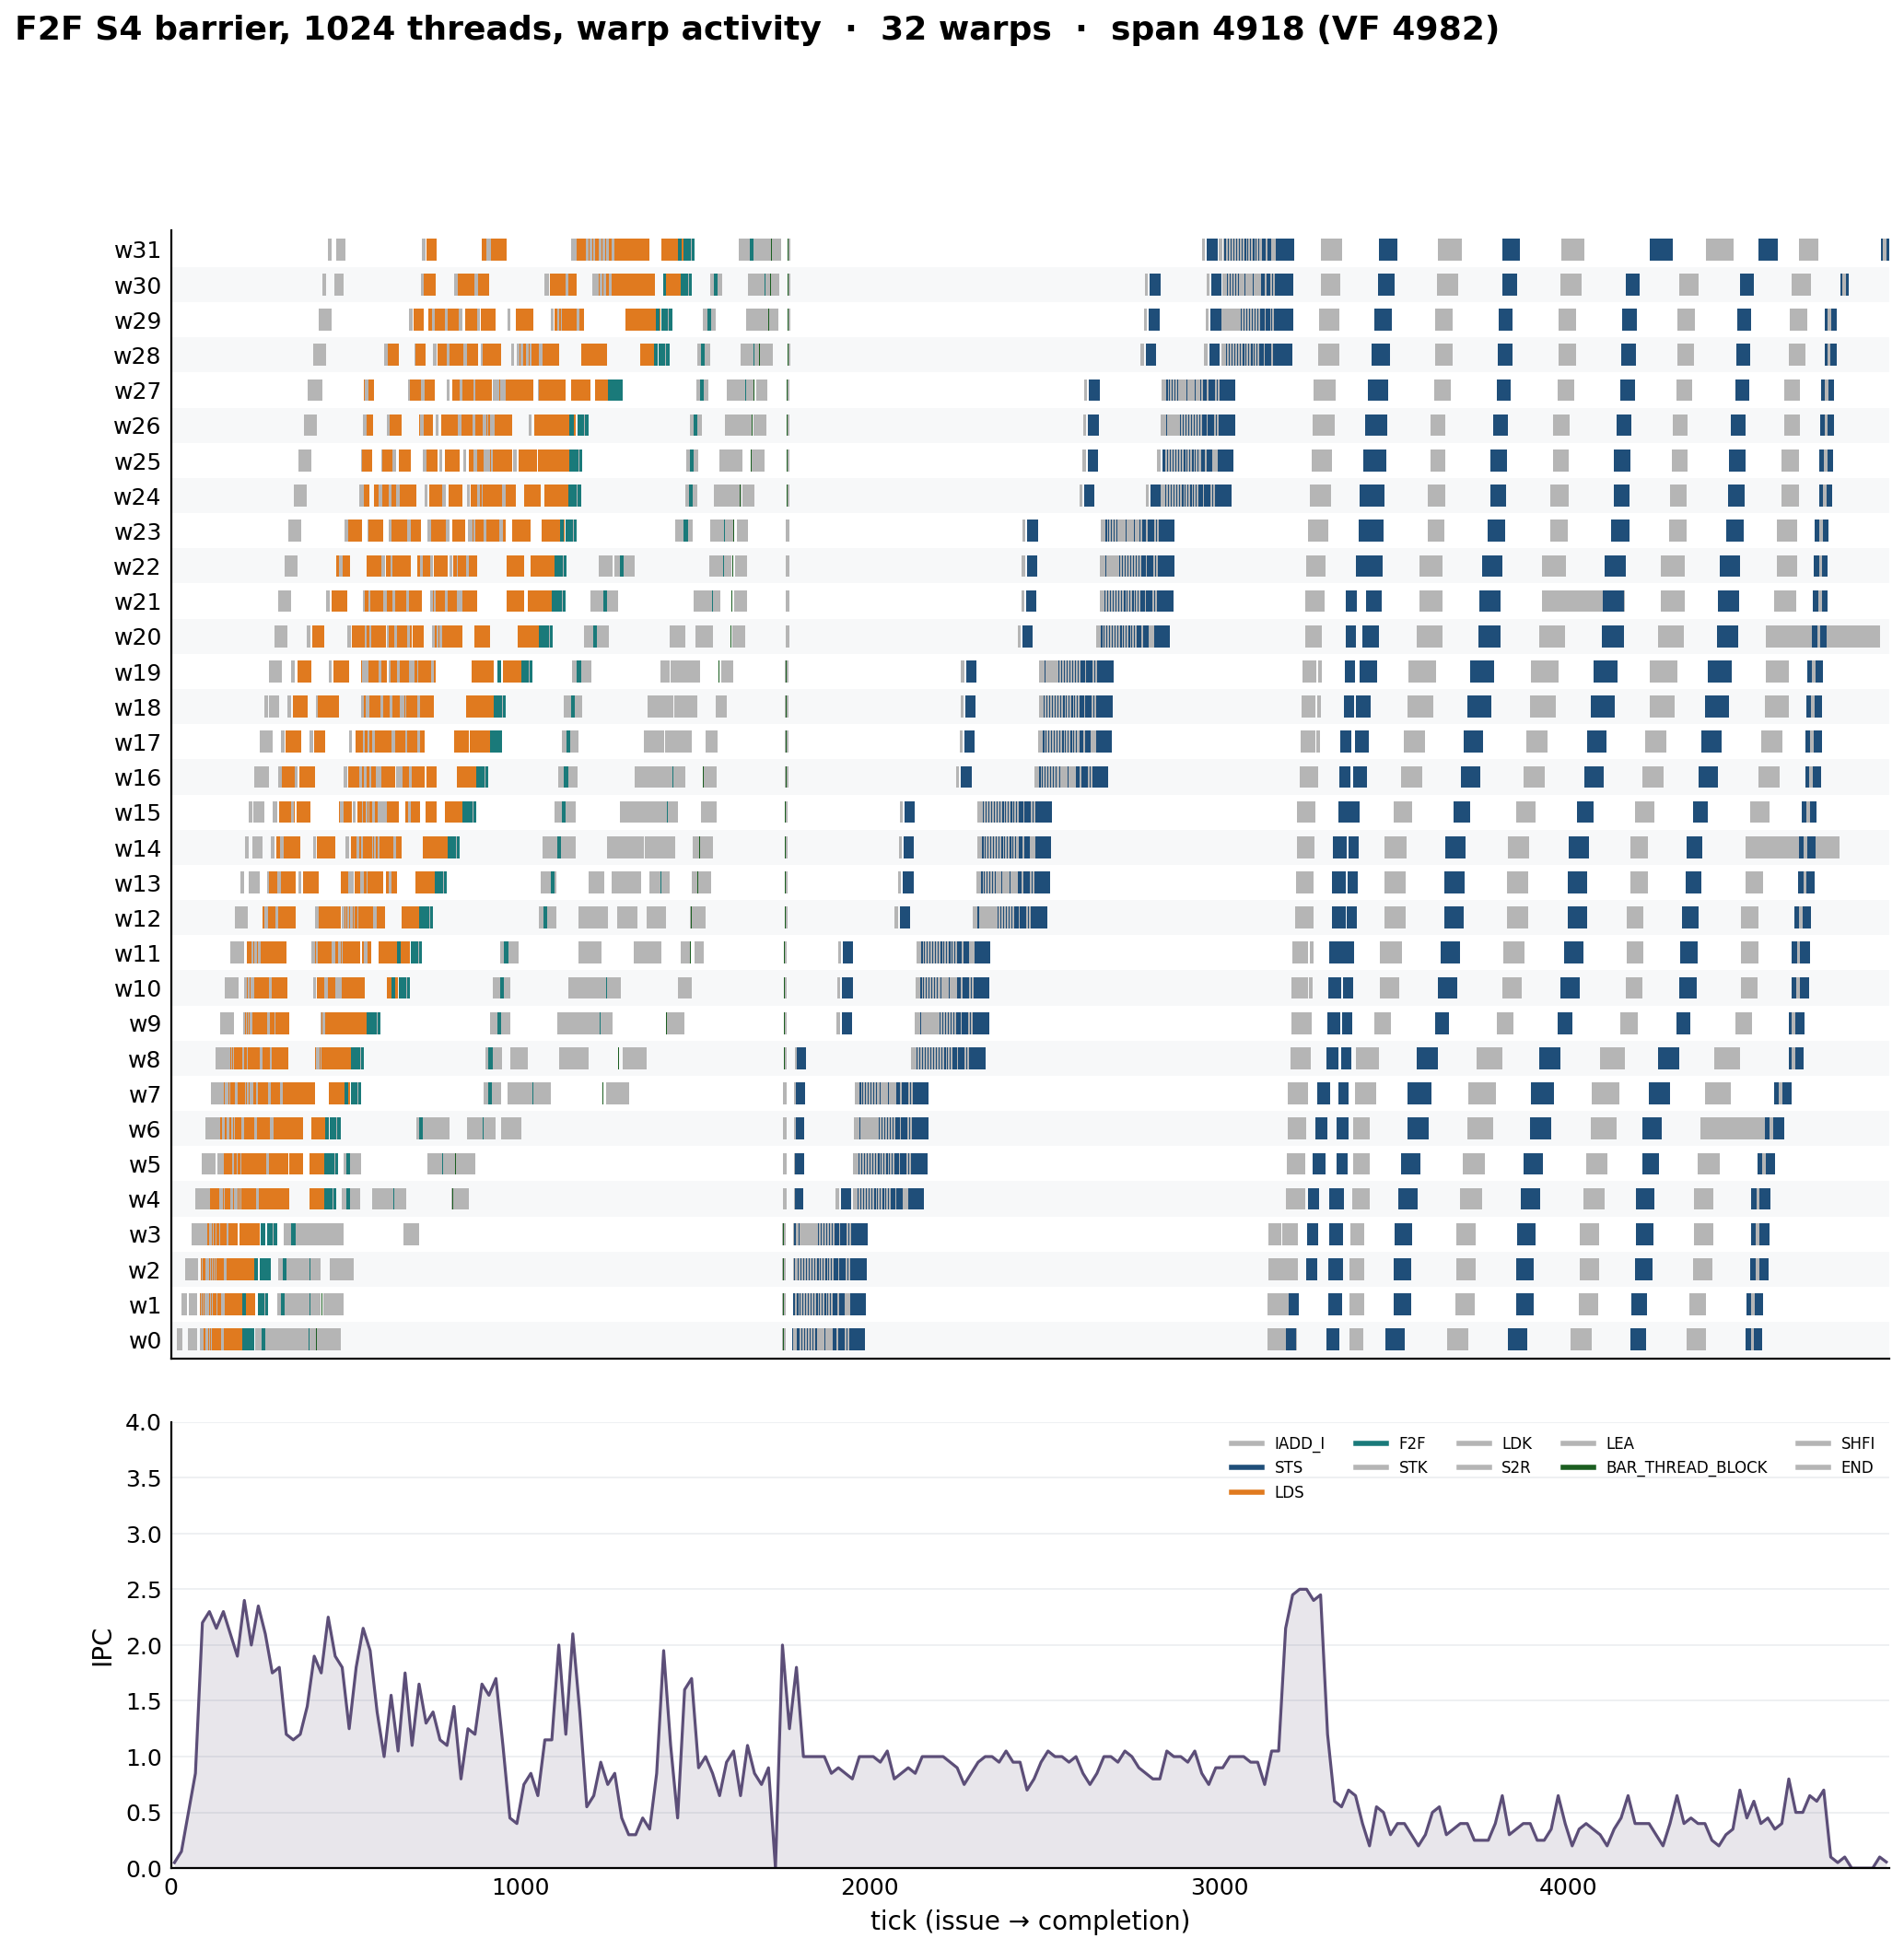 F2F S4 barrier, 1024 threads, warp activity · 32 warps · span 4918 (VF 4982)
w31
w30
w29
w28
w27
w26
w25
w24
w23
w22
w21
w20
w19
w18
w17
w16
w15
w14
w13
w12
w11
w10
w9
w8
w7
w6
w5
w4
w3
w2
w1
w0
4.0
3.5
3.0
2.5
2.0
1.5
1.0
0.5
0.0
IPC
IADD_I F2F LDK LEA SHFI
STS STK S2R BAR_THREAD_BLOCK END
LDS
0 1000 2000 3000 4000
tick (issue → completion)